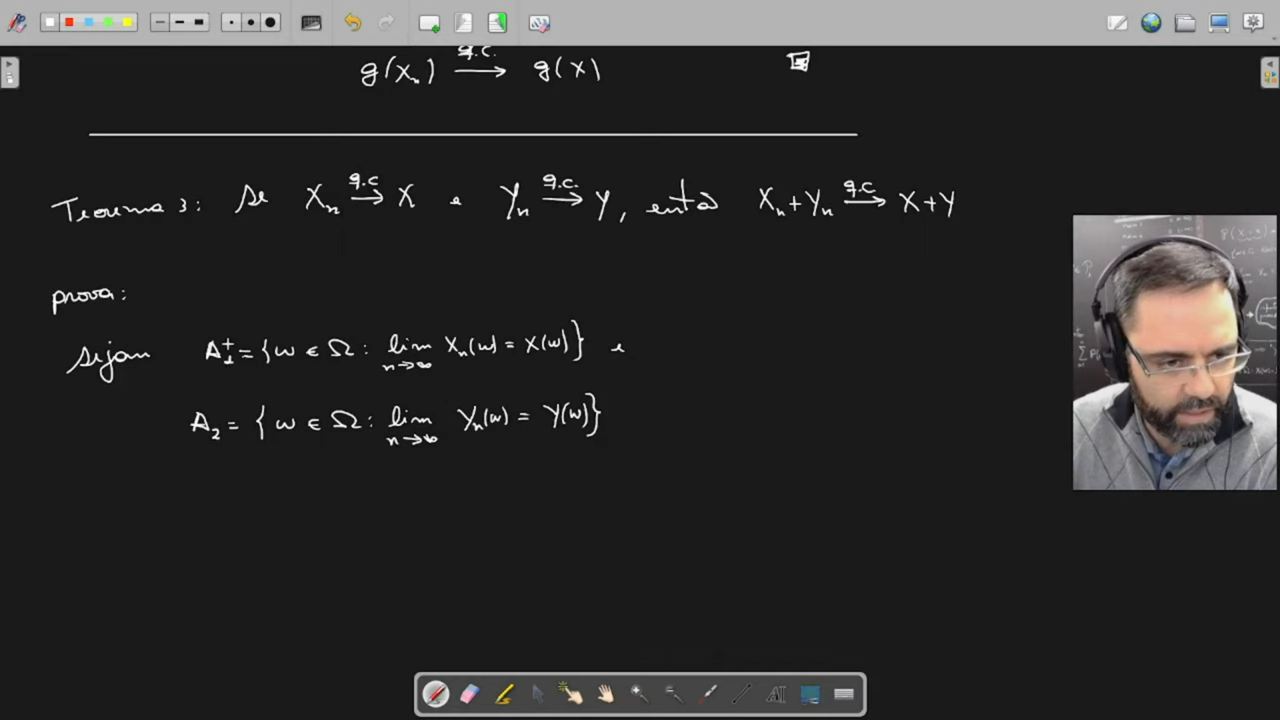 g(Xₙ) q.c.→ g(X)
Teorema 3: Se Xₙ q.c→ X e Yₙ q.c.→ Y, então Xₙ+Yₙ q.c→ X+Y
prova:
Sejam A₁⁺ = {ω ∈ Ω : lim n→∞ Xₙ(ω) = X(ω)} e
A₂ = {ω ∈ Ω : lim n→∞ Yₙ(ω) = Y(ω)}